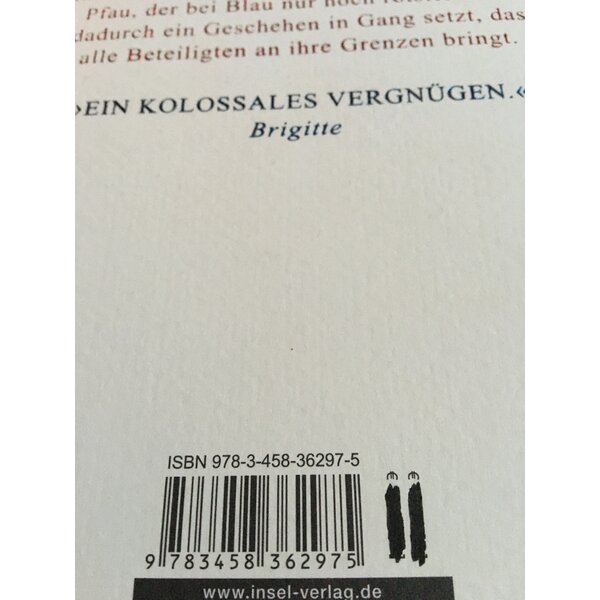 Pfau, der bei Blau nur noch
dadurch ein Geschehen in Gang setzt, das
alle Beteiligten an ihre Grenzen bringt.
›EIN KOLOSSALES VERGNÜGEN.‹
Brigitte
ISBN 978-3-458-36297-5
€ €
9 783458 362975
www.insel-verlag.de